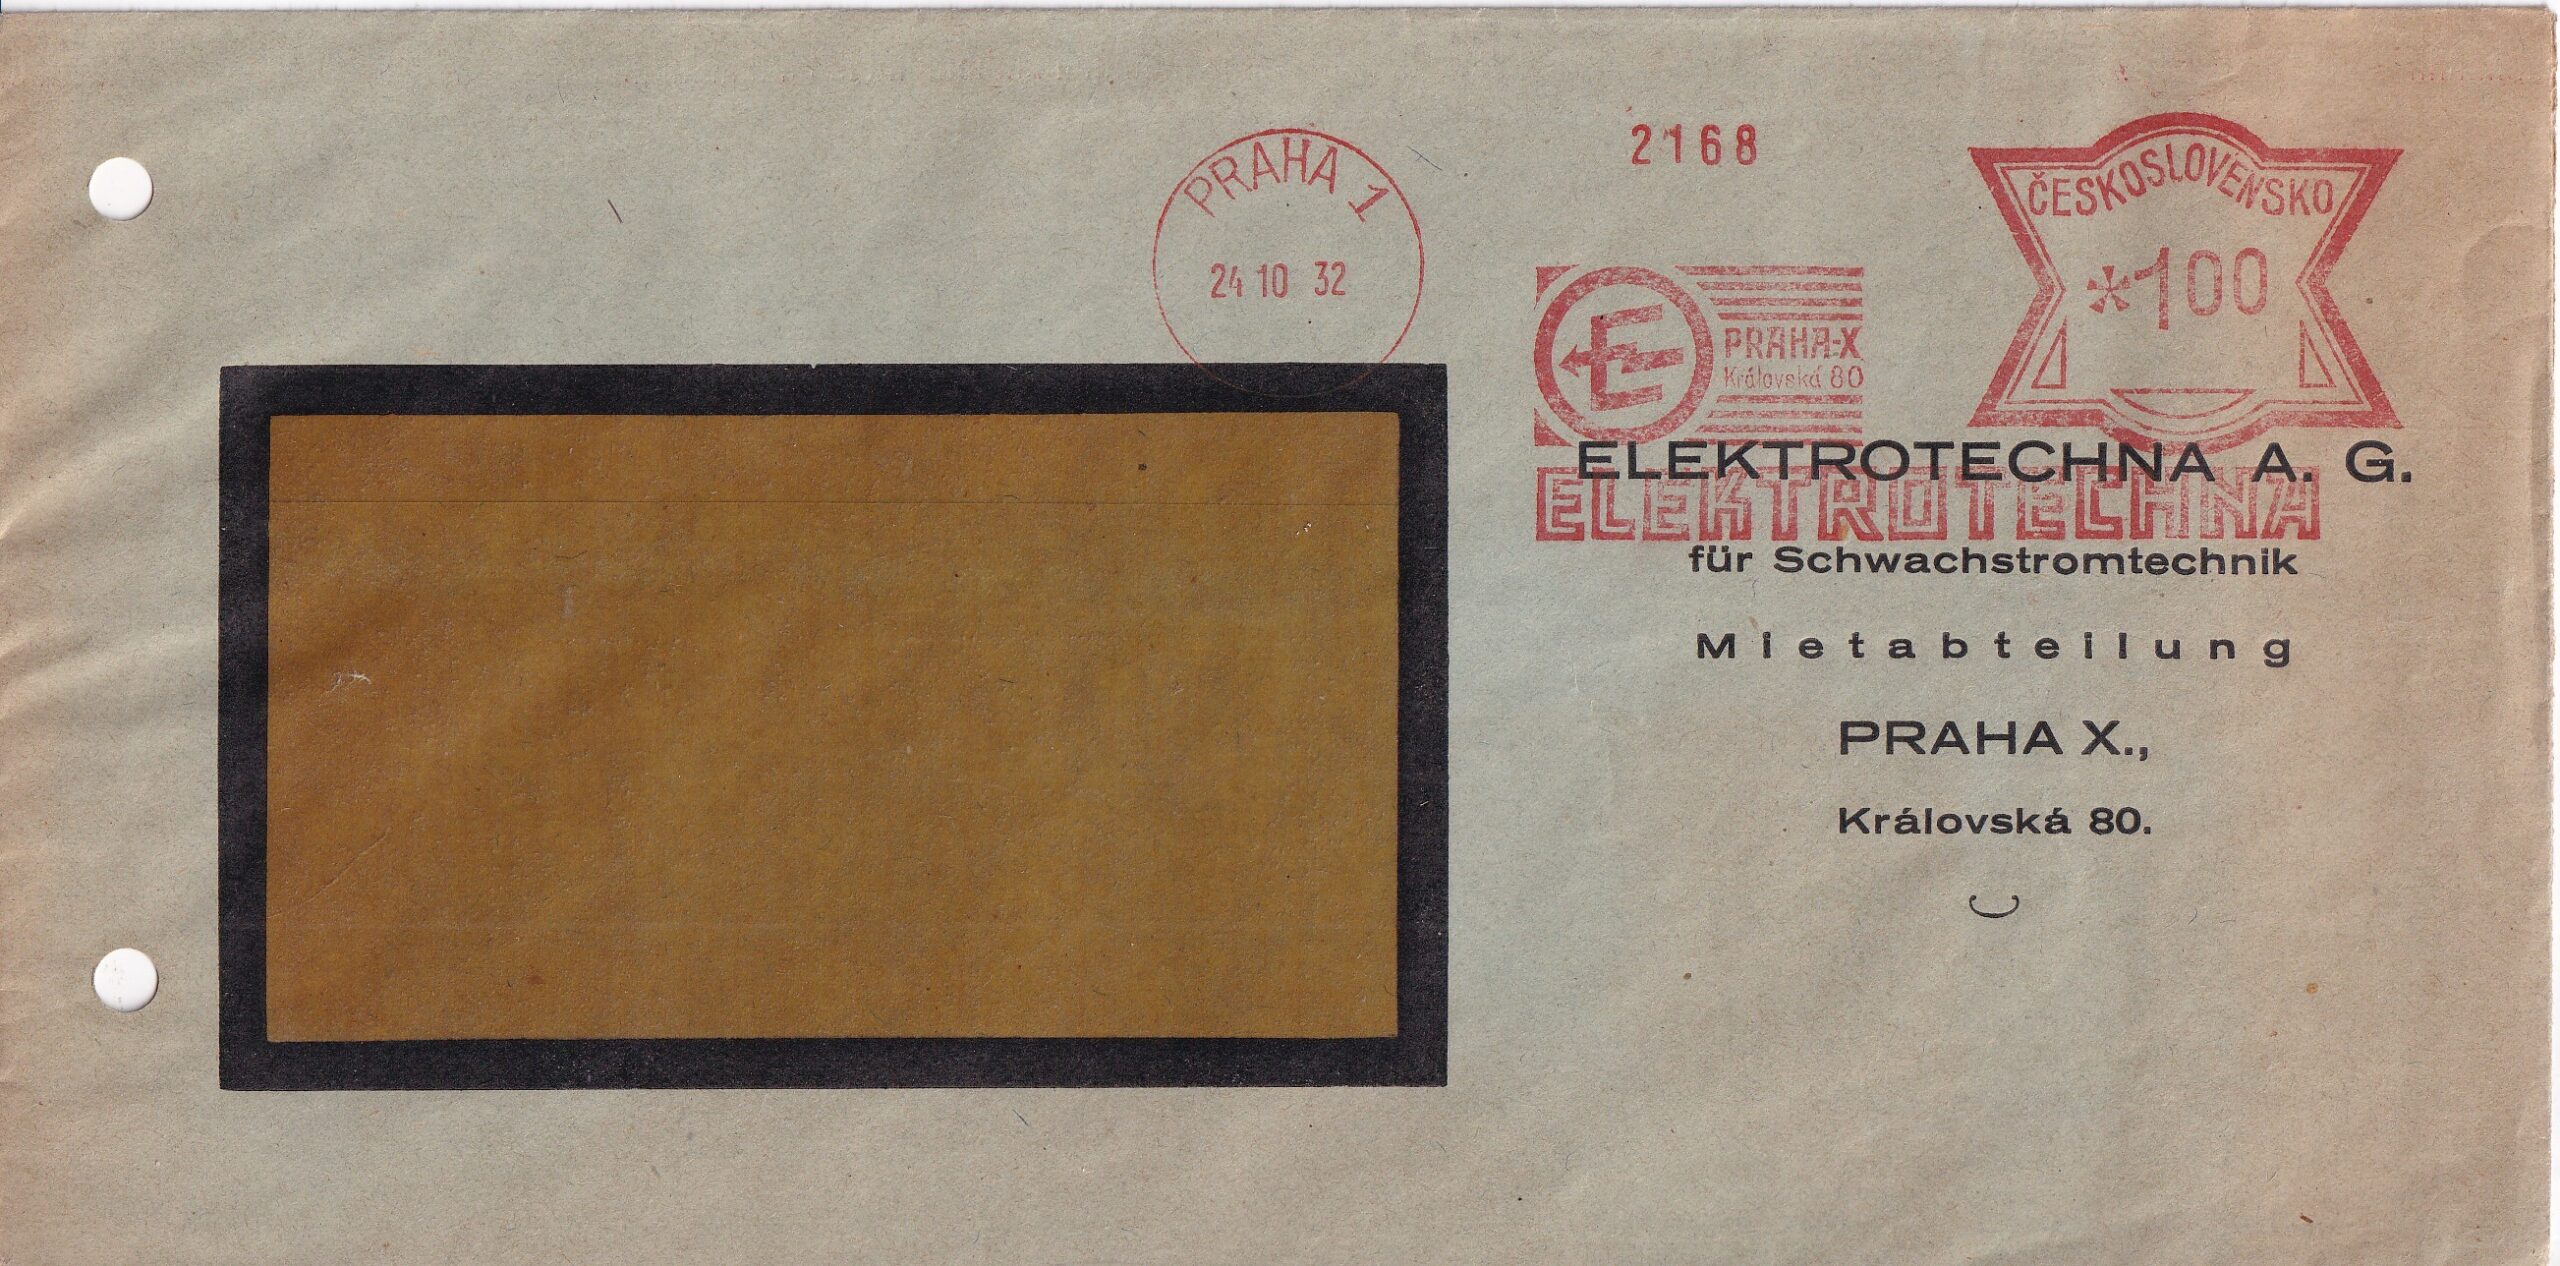 PRAHA 1
24 10 32
2168
ČESKOSLOVENSKO
*100
E
PRAHA-X
Královská 80
ELEKTROTECHNA A. G.
ELEKTROTECHNA
für Schwachstromtechnik
Mietabteilung
PRAHA X.,
Královská 80.